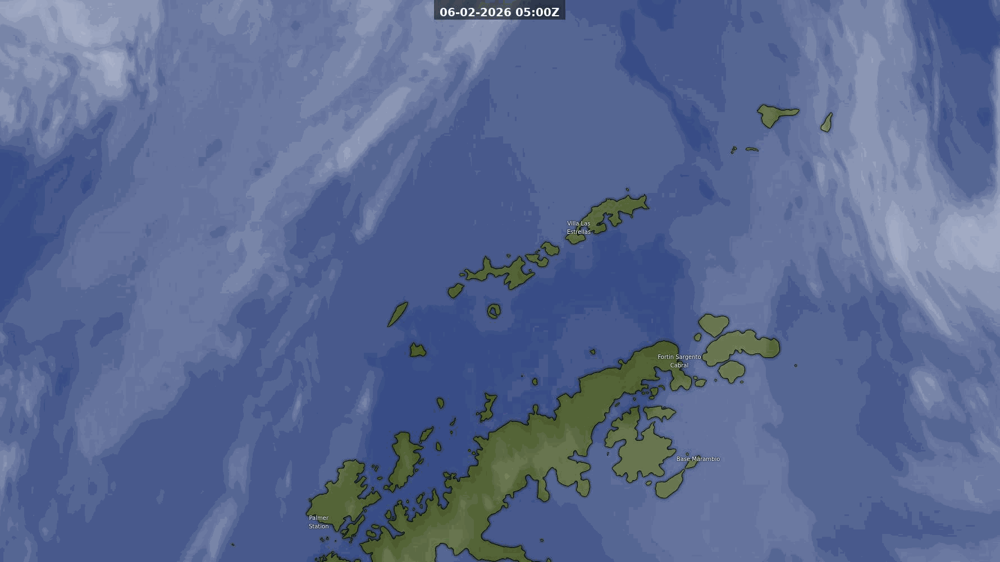 06-02-2026 05:00Z
Villa Las
Estrellas
Fortin Sargento
Cabral
Base Marambio
Palmer
Station